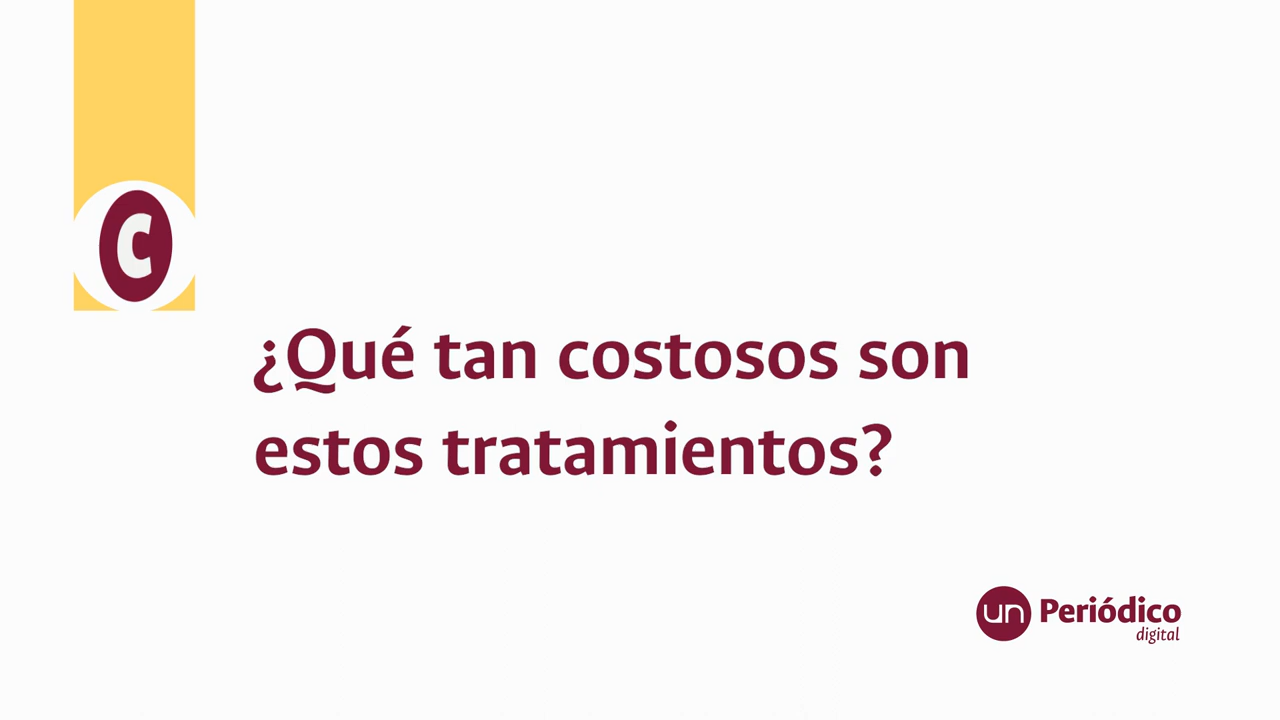 C
¿Qué tan costosos son
estos tratamientos?
un Periódico
digital